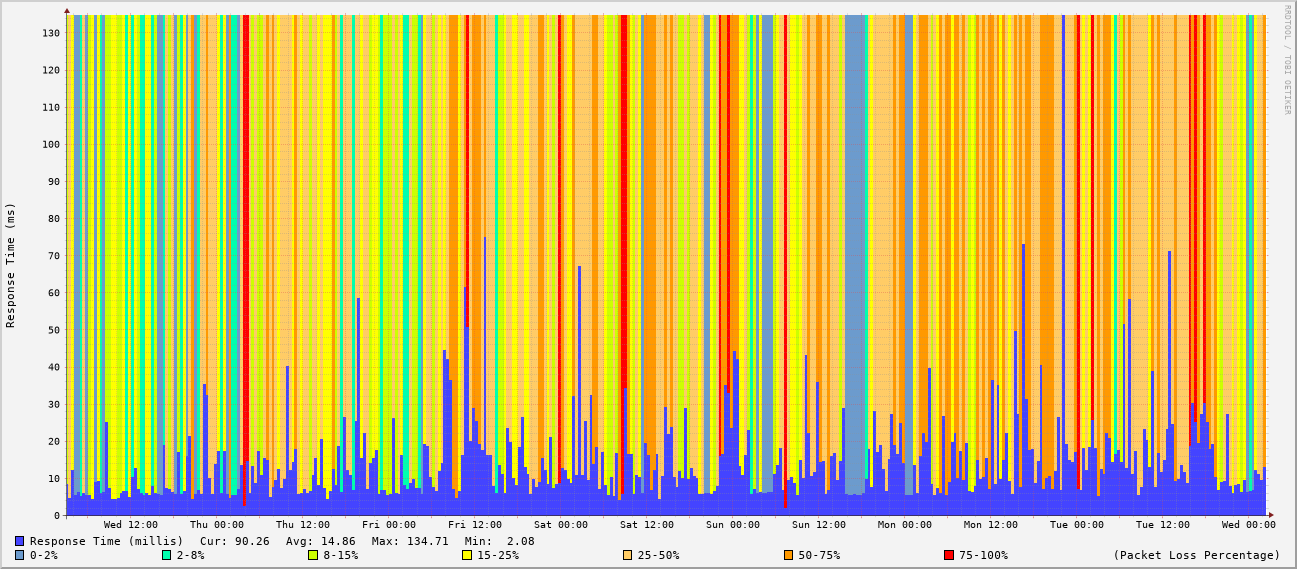 RRDTOOL / TOBI OETIKER
Response Time (ms)
130
120
110
100
90
80
70
60
50
40
30
20
10
0
Wed 12:00 Thu 00:00 Thu 12:00 Fri 00:00 Fri 12:00 Sat 00:00 Sat 12:00 Sun 00:00 Sun 12:00 Mon 00:00 Mon 12:00 Tue 00:00 Tue 12:00 Wed 00:00
Response Time (millis) Cur: 90.26 Avg: 14.86 Max: 134.71 Min: 2.08
0-2% 2-8% 8-15% 15-25% 25-50% 50-75% 75-100% (Packet Loss Percentage)